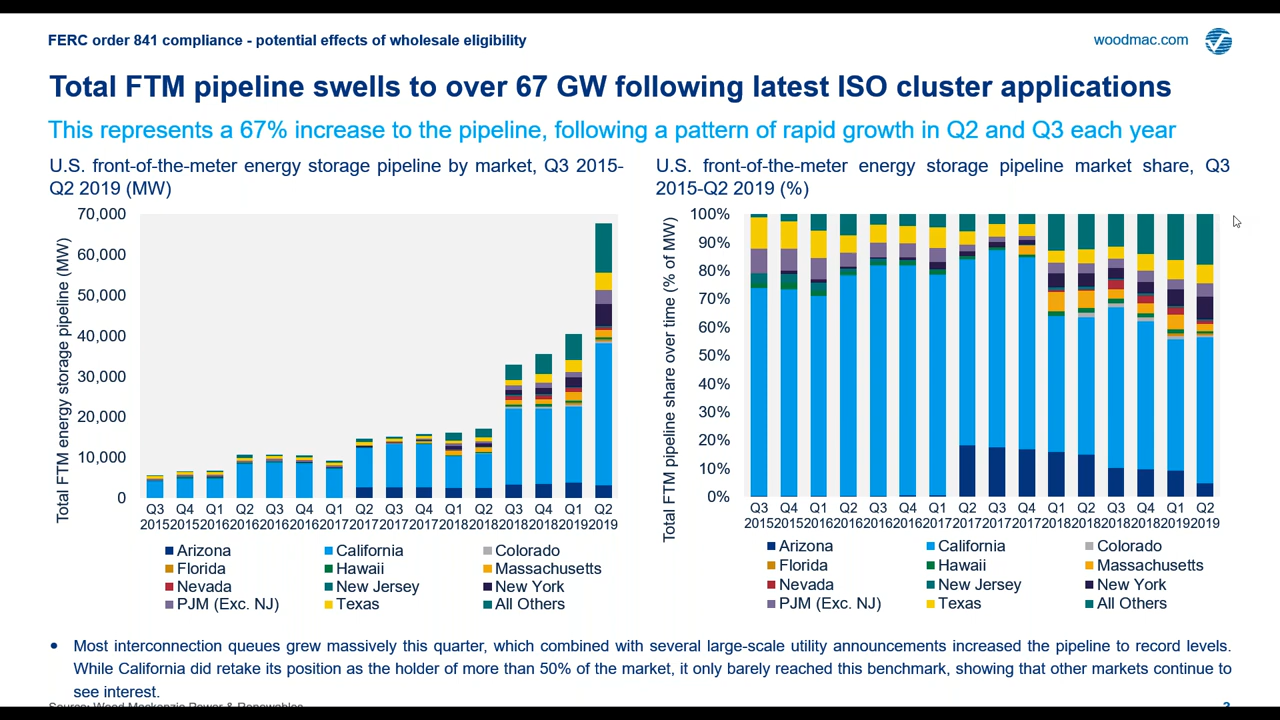 FERC order 841 compliance - potential effects of wholesale eligibility
woodmac.com
Total FTM pipeline swells to over 67 GW following latest ISO cluster applications
This represents a 67% increase to the pipeline, following a pattern of rapid growth in Q2 and Q3 each year
U.S. front-of-the-meter energy storage pipeline by market, Q3 2015-
Q2 2019 (MW)
Total FTM energy storage pipeline (MW)
70,000
60,000
50,000
40,000
30,000
20,000
10,000
0
Q3 Q4 Q1 Q2 Q3 Q4 Q1 Q2 Q3 Q4 Q1 Q2 Q3 Q4 Q1 Q2
2015 2015 2016 2016 2016 2016 2017 2017 2017 2017 2018 2018 2018 2018 2019 2019
Arizona California Colorado
Florida Hawaii Massachusetts
Nevada New Jersey New York
PJM (Exc. NJ) Texas All Others
U.S. front-of-the-meter energy storage pipeline market share, Q3
2015-Q2 2019 (%)
Total FTM pipeline share over time (% of MW)
100%
90%
80%
70%
60%
50%
40%
30%
20%
10%
0%
Q3 Q4 Q1 Q2 Q3 Q4 Q1 Q2 Q3 Q4 Q1 Q2 Q3 Q4 Q1 Q2
2015 2015 2016 2016 2016 2016 2017 2017 2017 2017 2018 2018 2018 2018 2019 2019
Arizona California Colorado
Florida Hawaii Massachusetts
Nevada New Jersey New York
PJM (Exc. NJ) Texas All Others
• Most interconnection queues grew massively this quarter, which combined with several large-scale utility announcements increased the pipeline to record levels.
While California did retake its position as the holder of more than 50% of the market, it only barely reached this benchmark, showing that other markets continue to
see interest.
Source: Wood Mackenzie Power & Renewables